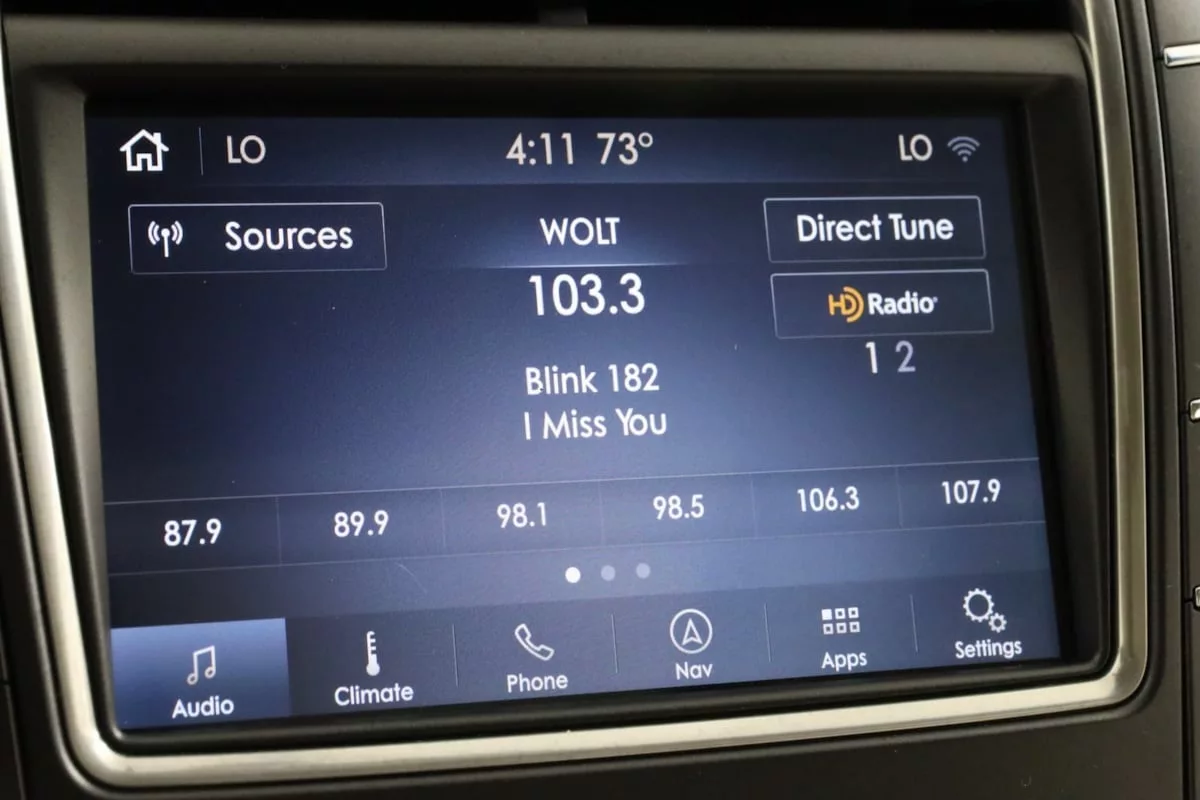 LO 4:11 73° LO
Sources WOLT Direct Tune
103.3 HD Radio
1 2
Blink 182
I Miss You
87.9 89.9 98.1 98.5 106.3 107.9
Audio Climate Phone Nav Apps Settings